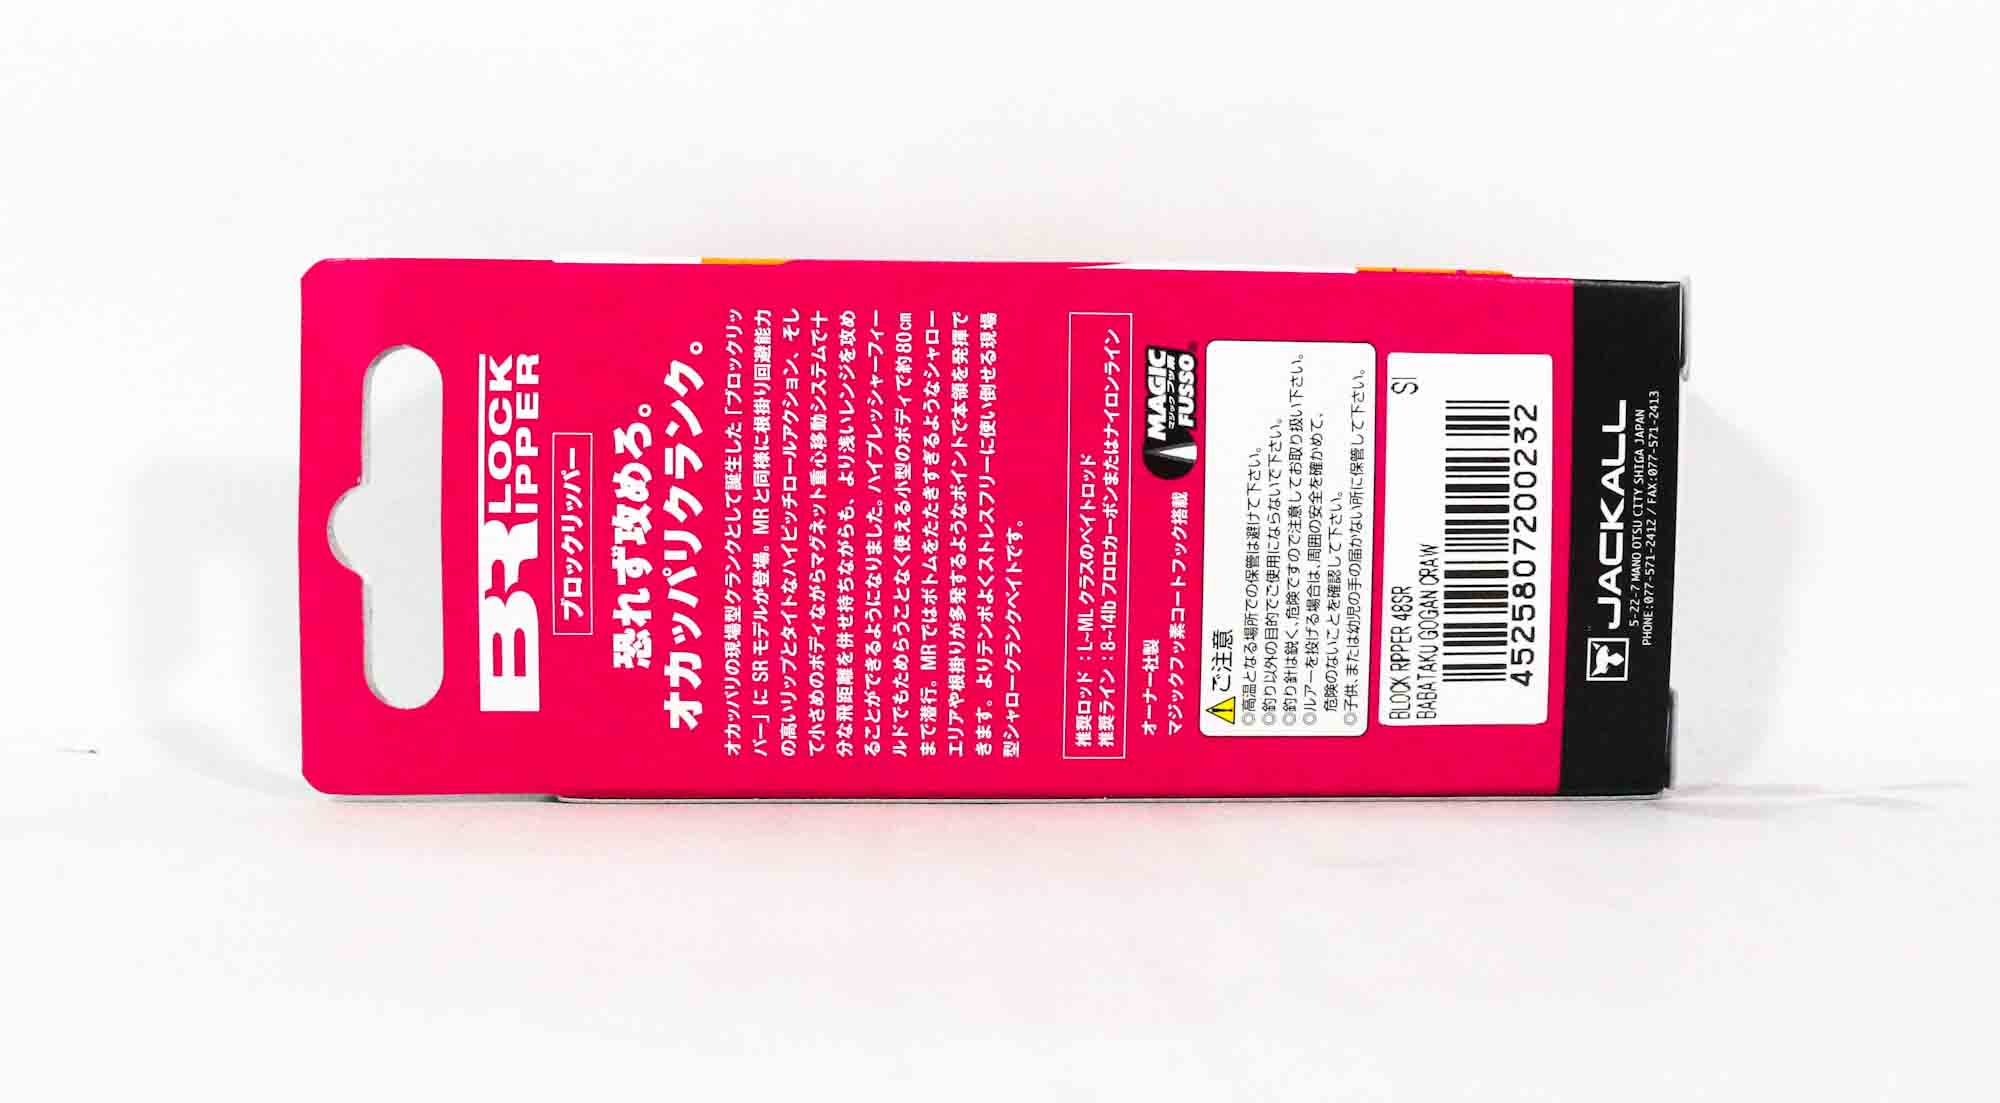 BLOCK
RIPPER
ブロックリッパー
恐れず攻めろ。
オカッパリクランク。
オカッパリの現場型クランクとして誕生した「ブロックリッ
パー」にSRモデルが登場。MRと同様に根掛り回避能力
の高いリップとタイトなハイピッチロールアクション、そし
て小さめのボディながらマグネット重心移動システムで十
分な飛距離を併せ持ちながらも、より浅いレンジを攻め
ることができるようになりました。ハイプレッシャーフィー
ルドでもためらうことなく使える小型のボディで約80cm
まで潜行。MRではボトムをたたきすぎるようなシャロー
エリアや根掛りが多発するようなポイントで本領を発揮で
きます。よりテンポよくストレスフリーに使い倒せる現場
型シャロークランクベイトです。
推奨ロッド：L~MLクラスのベイトロッド
推奨ライン：8~14lbフロロカーボンまたはナイロンライン
オーナー社製
マジックフッ素コートフック搭載
MAGIC
マジックフッ素
FUSSO®
ご注意
◎高温となる場所での保管は避けて下さい。
◎釣り以外の目的でご使用にならないで下さい。
◎釣り針は鋭く、危険ですので注意してお取り扱い下さい。
◎ルアーを投げる場合は、周囲の安全を確かめて、
危険のないことを確認して下さい。
◎子供、または幼児の手の届かない所に保管して下さい。
SI
BLOCK RPPER 48SR
BABATAKU GOGAN CRAW
4525807200232
JACKALL
5-22-7 MANO OTSU CITY SHIGA JAPAN
PHONE:077-571-2412 / FAX:077-571-2413